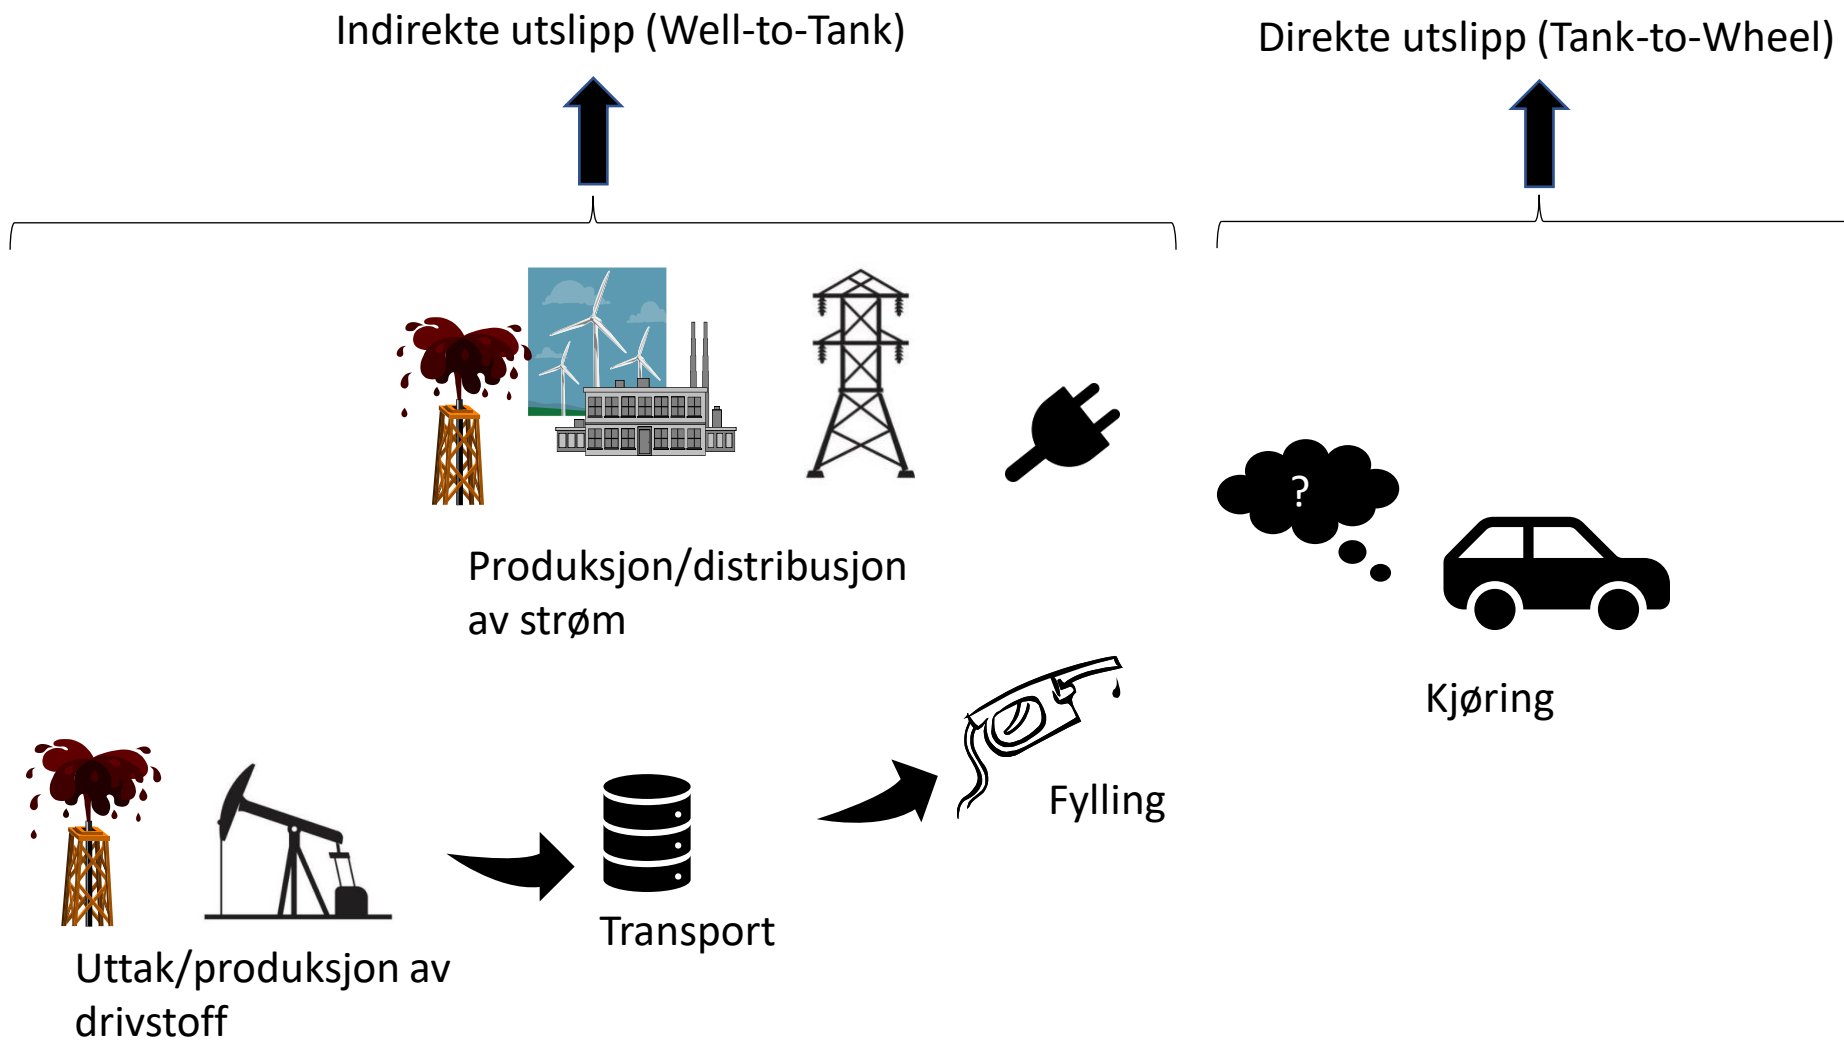 Indirekte utslipp (Well-to-Tank)
Direkte utslipp (Tank-to-Wheel)
?
Produksjon/distribusjon
av strøm
Kjøring
Fylling
Transport
Uttak/produksjon av
drivstoff